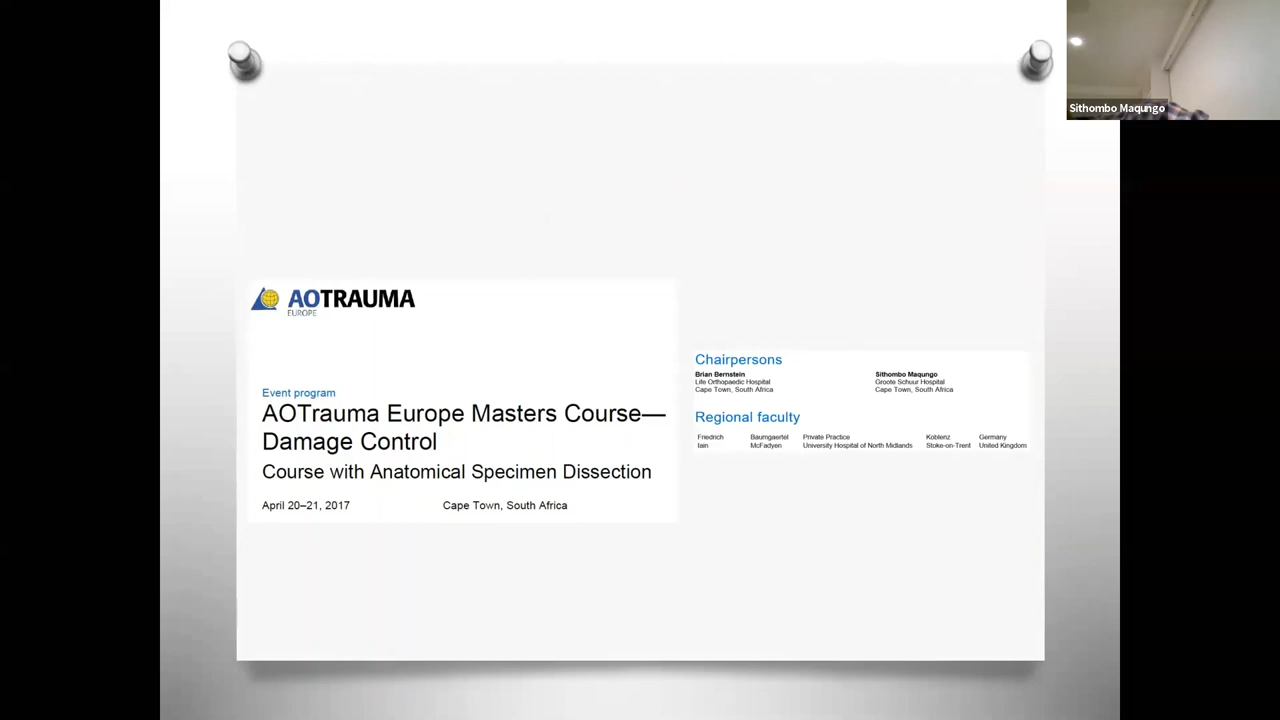 Sithombo Maqungo
AOTRAUMA
EUROPE
Event program
AOTrauma Europe Masters Course—
Damage Control
Course with Anatomical Specimen Dissection
April 20–21, 2017 Cape Town, South Africa
Chairpersons
Brian Bernstein Sithombo Maqungo
Life Orthopaedic Hospital Groote Schuur Hospital
Cape Town, South Africa Cape Town, South Africa
Regional faculty
Friedrich Baumgaertel Private Practice Koblenz Germany
Iain McFadyen University Hospital of North Midlands Stoke-on-Trent United Kingdom